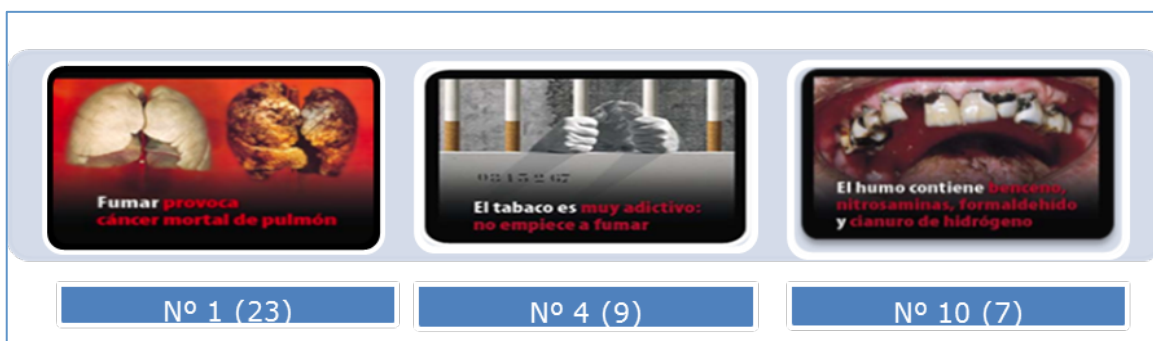 Fumar provoca
cáncer mortal de pulmón
El tabaco es muy adictivo:
no empiece a fumar
El humo contiene benceno,
nitrosaminas, formaldehido
y cianuro de hidrógeno
Nº 1 (23)
Nº 4 (9)
Nº 10 (7)